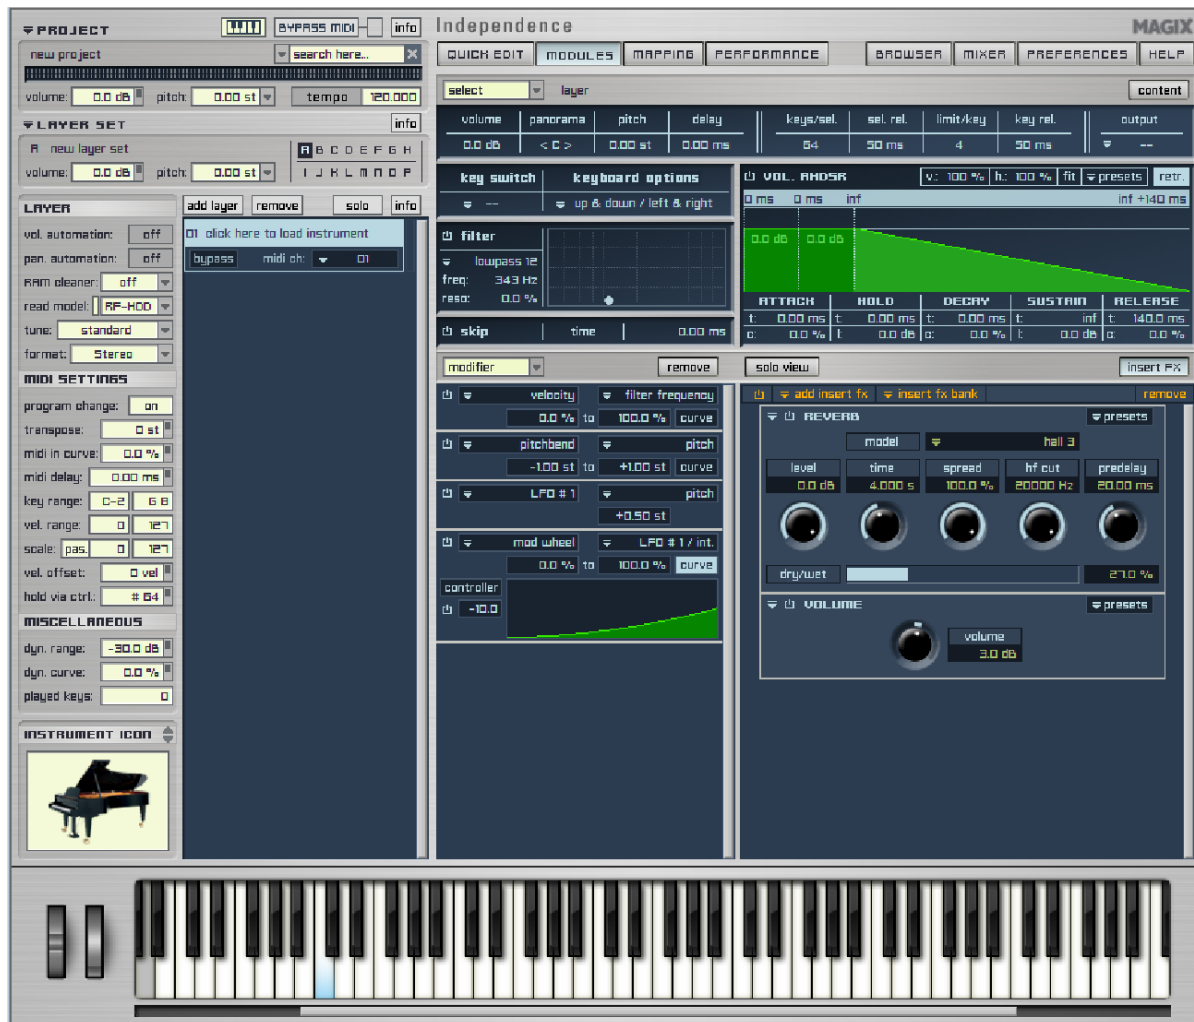 PROJECT
BYPASS MIDI
info
new project
search here...
volume: 0.0 dB pitch: 0.00 st tempo 120.000
LAYER SET
info
A new layer set
A B C D E F G H
I J K L M N O P
volume: 0.0 dB pitch: 0.00 st
LAYER
vol. automation: off
pan. automation: off
RAM cleaner: off
read model: RF-HDD
tune: standard
format: Stereo
MIDI SETTINGS
program change: on
transpose: 0 st
midi in curve: 0.0 %
midi delay: 0.00 ms
key range: C-2 G 8
vel. range: 0 127
scale: pas. 0 127
vel. offset: 0 vel
hold via ctrl.: # 64
MISCELLANEOUS
dyn. range: -30.0 dB
dyn. curve: 0.0 %
played keys: 0
INSTRUMENT ICON
add layer remove solo info
01 click here to load instrument
bypass midi ch: 01
Independence
MAGIX
QUICK EDIT MODULES MAPPING PERFORMANCE BROWSER MIXER PREFERENCES HELP
select layer content
volume panorama pitch delay keys/sel. sel. rel. limit/key key rel. output
0.0 dB < C > 0.00 st 0.00 ms 64 50 ms 4 50 ms --
key switch keyboard options
-- up & down / left & right
filter
lowpass 12
freq: 343 Hz
reso: 0.0 %
skip time 0.00 ms
VOL. AHDSR v.: 100 % h.: 100 % fit presets retr.
0 ms 0 ms inf inf +140 ms
0.0 dB 0.0 dB
ATTACK HOLD DECAY SUSTAIN RELEASE
t: 0.00 ms t: 0.00 ms t: 0.00 ms t: inf t: 140.0 ms
c: 0.0 % l: 0.0 dB c: 0.0 % l: 0.0 dB c: 0.0 %
modifier remove
velocity filter frequency
0.0 % to 100.0 % curve
pitchbend pitch
-1.00 st to +1.00 st curve
LFO # 1 pitch
+0.50 st
mod wheel LFO # 1 / int.
0.0 % to 100.0 % curve
controller
-10.0
solo view insert FX
add insert fx insert fx bank remove
REVERB presets
model hall 3
level time spread hf cut predelay
0.0 dB 4.000 s 100.0 % 20000 Hz 20.00 ms
dry/wet 27.0 %
VOLUME presets
volume
3.0 dB